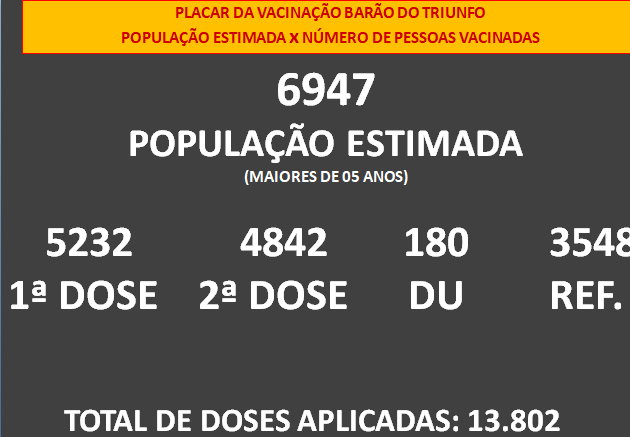 PLACAR DA VACINAÇÃO BARÃO DO TRIUNFO
POPULAÇÃO ESTIMADA x NÚMERO DE PESSOAS VACINADAS
6947
POPULAÇÃO ESTIMADA
(MAIORES DE 05 ANOS)
5232 4842 180 3548
1ª DOSE 2ª DOSE DU REF.
TOTAL DE DOSES APLICADAS: 13.802